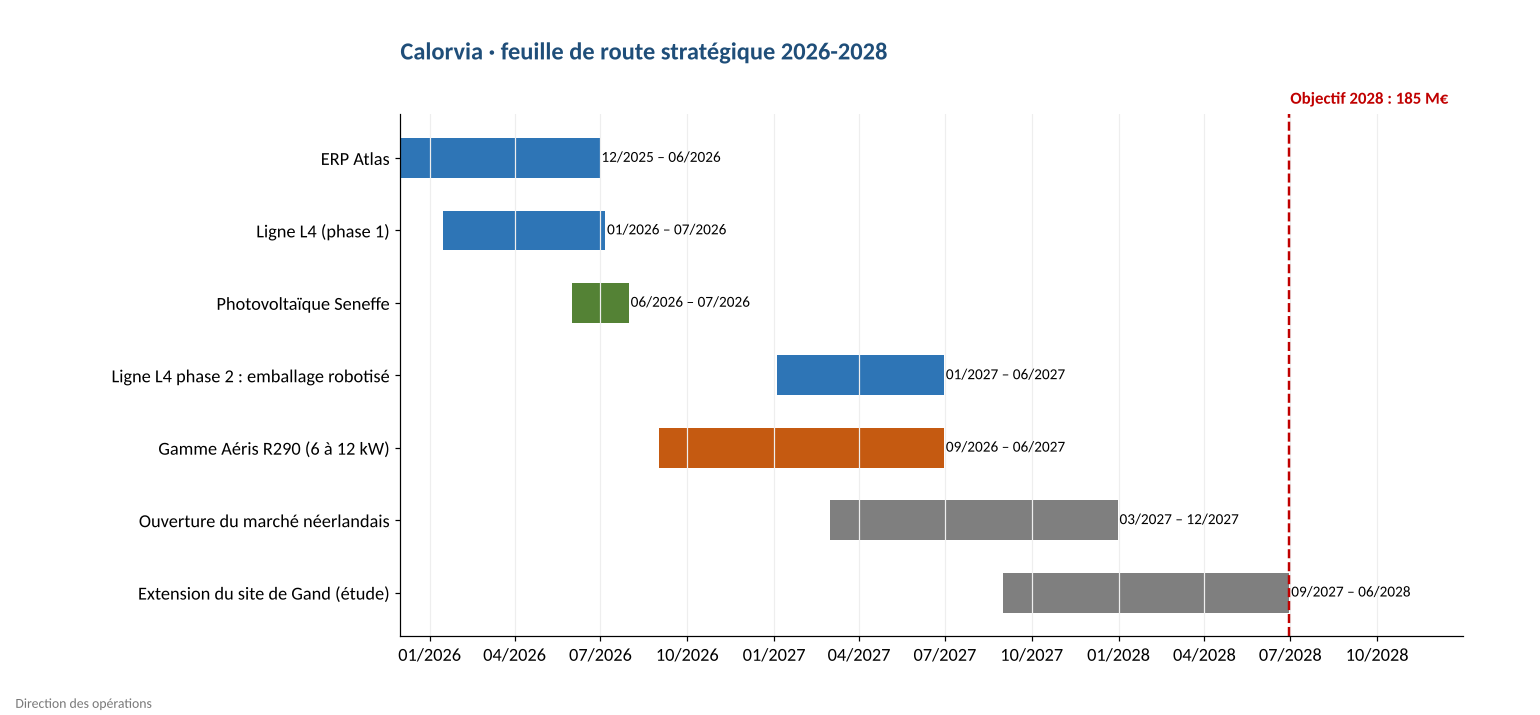 Calorvia · feuille de route stratégique 2026-2028
Objectif 2028 : 185 M€
ERP Atlas
12/2025 – 06/2026
Ligne L4 (phase 1)
01/2026 – 07/2026
Photovoltaïque Seneffe
06/2026 – 07/2026
Ligne L4 phase 2 : emballage robotisé
01/2027 – 06/2027
Gamme Aéris R290 (6 à 12 kW)
09/2026 – 06/2027
Ouverture du marché néerlandais
03/2027 – 12/2027
Extension du site de Gand (étude)
09/2027 – 06/2028
01/2026 04/2026 07/2026 10/2026 01/2027 04/2027 07/2027 10/2027 01/2028 04/2028 07/2028 10/2028
Direction des opérations